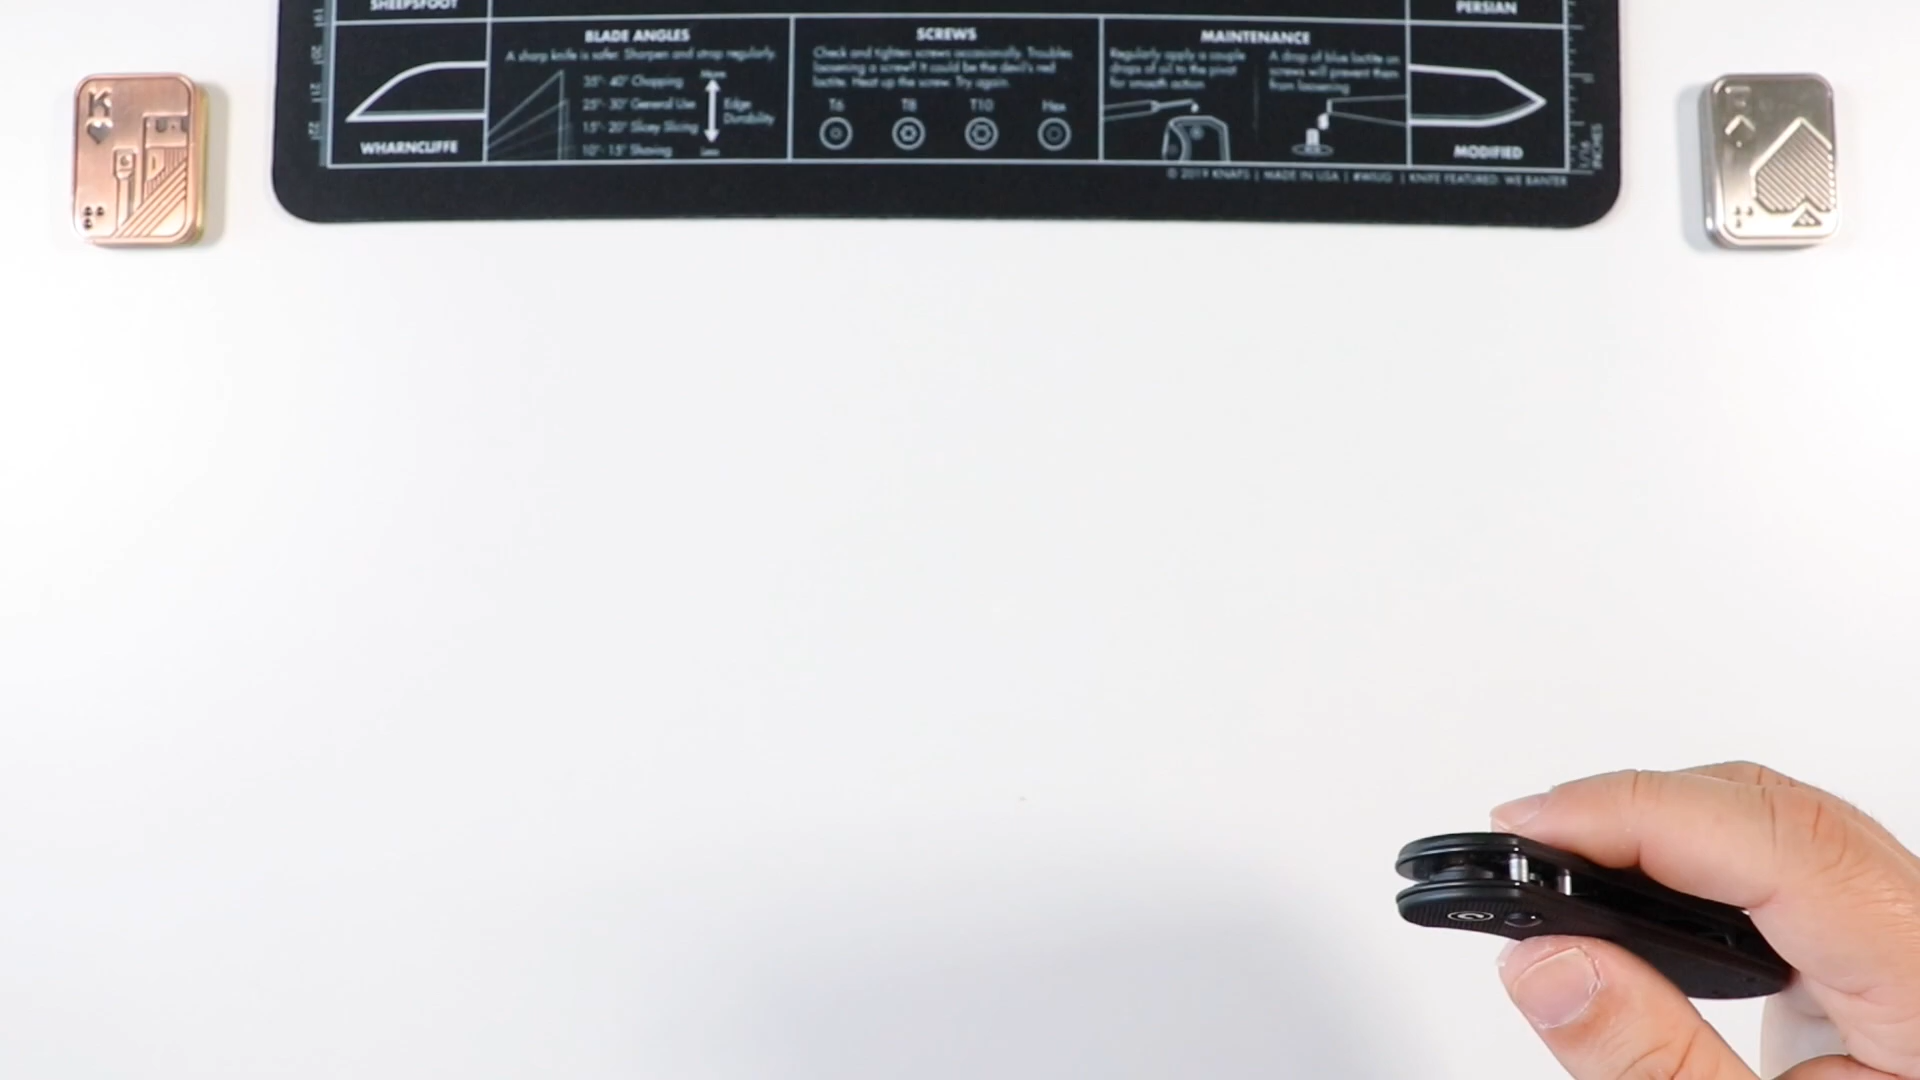 SHEEPSFOOT
PERSIAN
BLADE ANGLES
A sharp knife is safer. Sharpen and strop regularly.
35°- 40° Chopping
25°- 30° General Use
15°- 20° Slicey Slicing
10°- 15° Shaving
More
Edge
Durability
Less
SCREWS
Check and tighten screws occasionally. Troubles
loosening a screw? It could be the devil's red
loctite. Heat up the screw. Try again.
T6 T8 T10 Hex
MAINTENANCE
Regularly apply a couple
drops of oil to the pivot
for smooth action
A drop of blue loctite on
screws will prevent them
from loosening
WHARNCLIFFE
MODIFIED
1/16
INCHES
© 2019 KNAFS | MADE IN USA | #WIUG | KNIFE FEATURED: WE BANTER
K